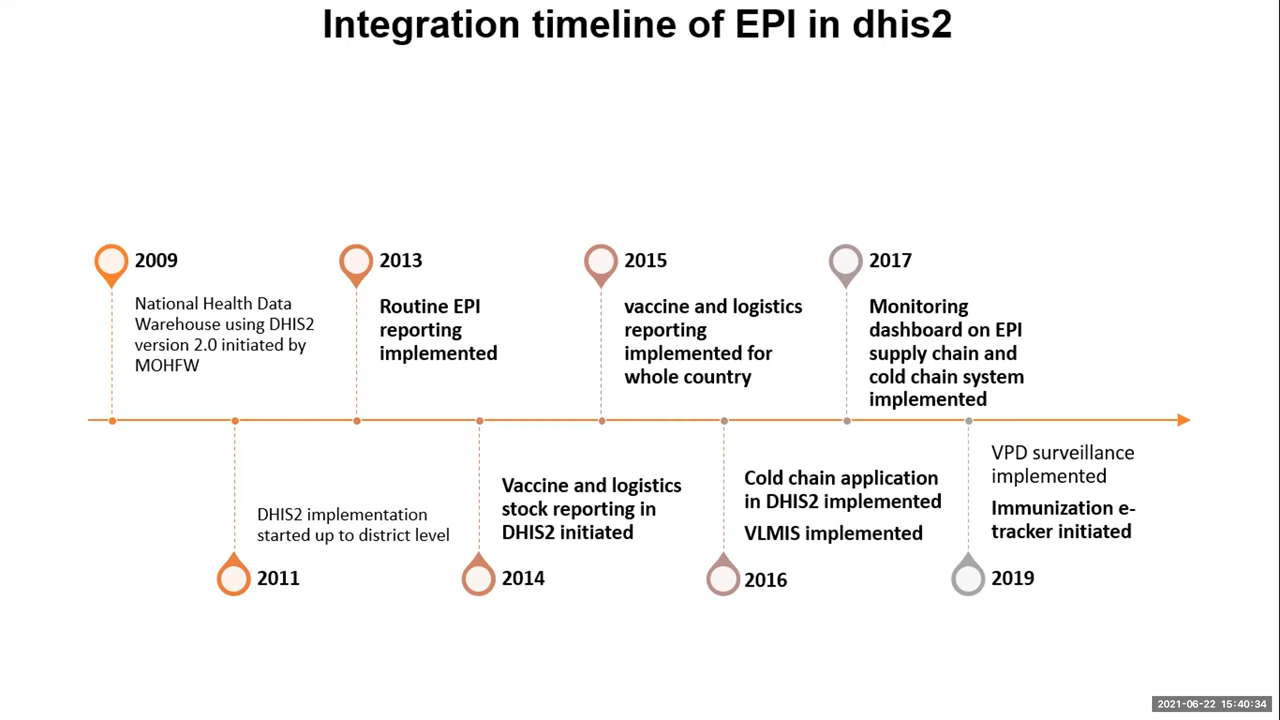 Integration timeline of EPI in dhis2
2009
National Health Data
Warehouse using DHIS2
version 2.0 initiated by
MOHFW
2013
Routine EPI
reporting
implemented
2015
vaccine and logistics
reporting
implemented for
whole country
2017
Monitoring
dashboard on EPI
supply chain and
cold chain system
implemented
DHIS2 implementation
started up to district level
2011
Vaccine and logistics
stock reporting in
DHIS2 initiated
2014
Cold chain application
in DHIS2 implemented
VLMIS implemented
2016
VPD surveillance
implemented
Immunization e-
tracker initiated
2019
2021-06-22 15:40:34